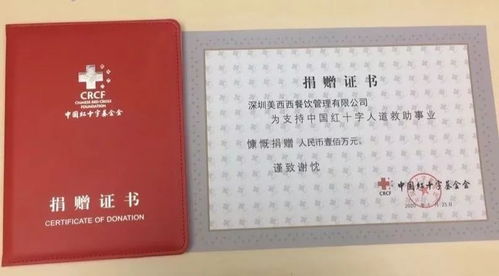 CRCF
CHINESE RED CROSS
FOUNDATION
中国红十字基金会
捐赠证书
CERTIFICATE OF DONATION
捐赠证书
深圳美西西餐饮管理有限公司
为支持中国红十字人道救助事业
慷慨捐赠 人民币壹佰万元。
谨致谢忱
CRCF
中国红十字基金会